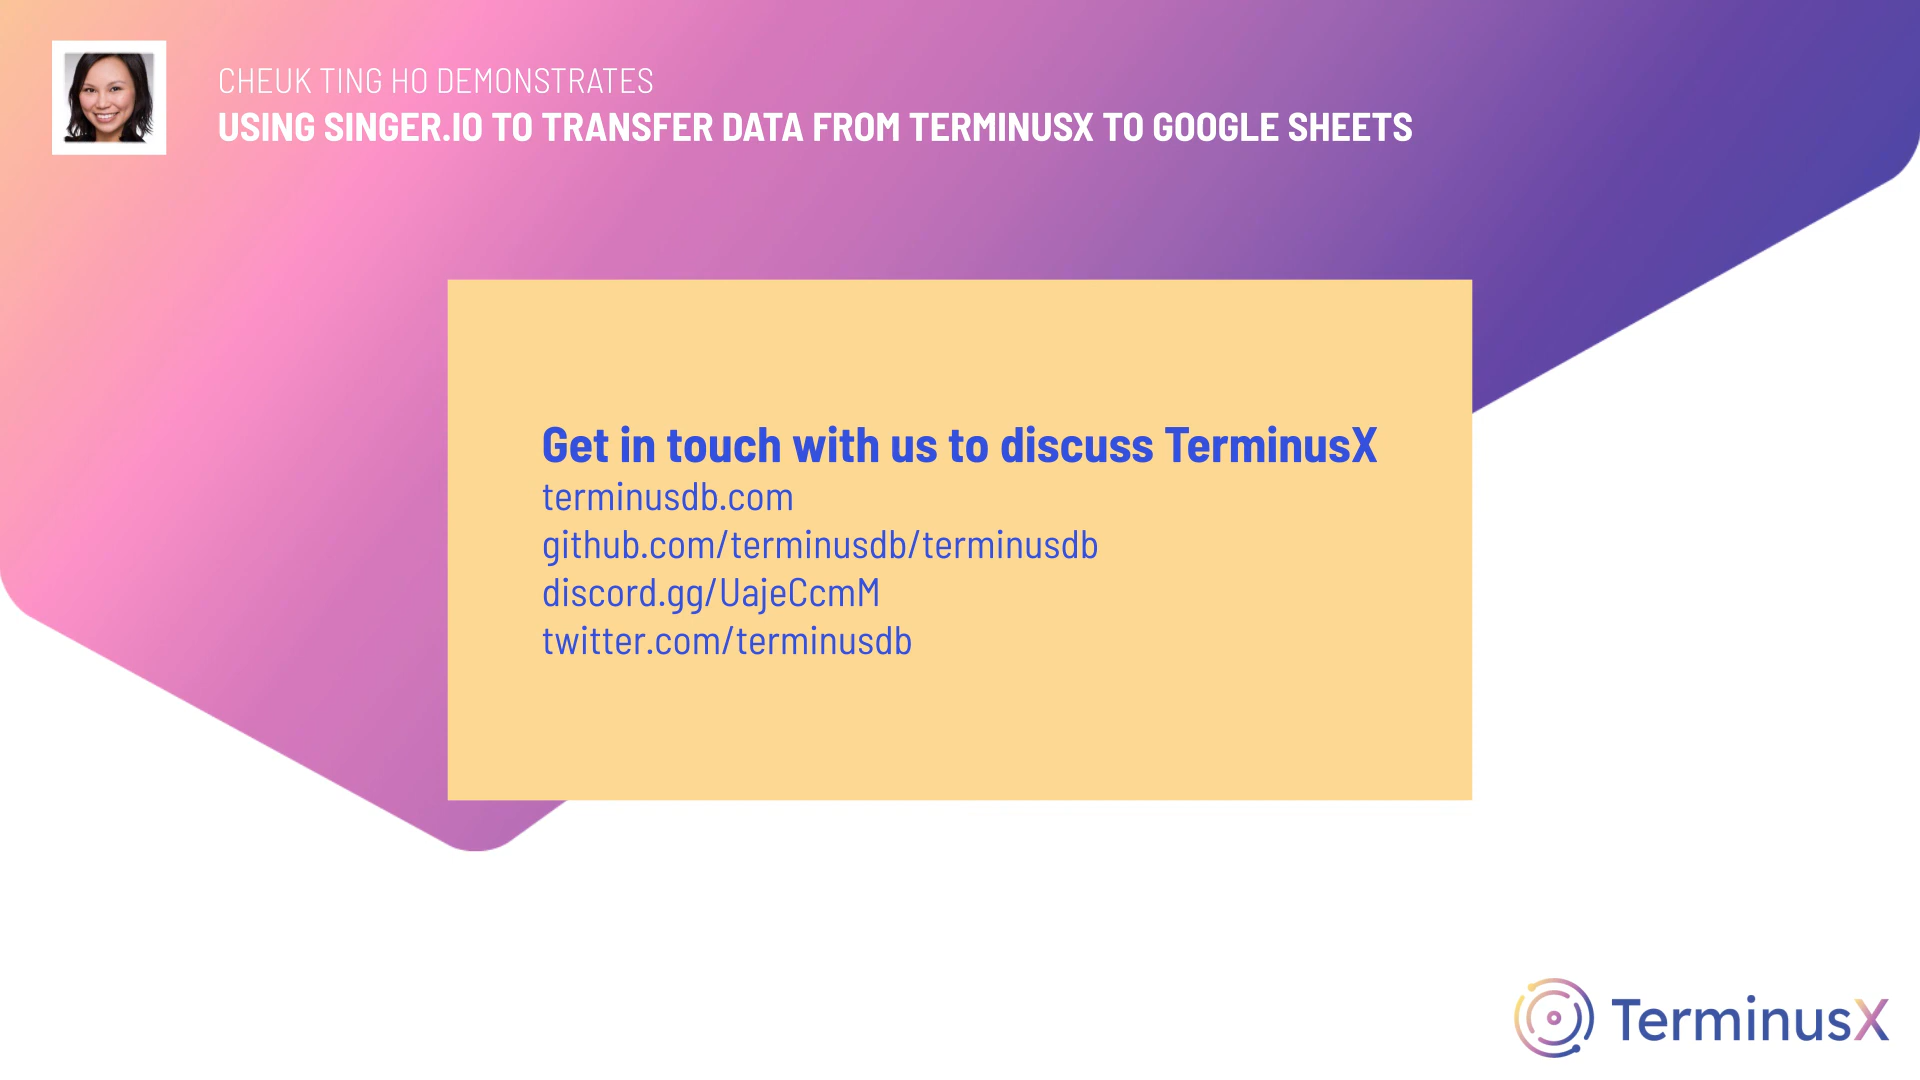 CHEUK TING HO DEMONSTRATES
USING SINGER.IO TO TRANSFER DATA FROM TERMINUSX TO GOOGLE SHEETS
Get in touch with us to discuss TerminusX
terminusdb.com
github.com/terminusdb/terminusdb
discord.gg/UajeCcmM
twitter.com/terminusdb
TerminusX